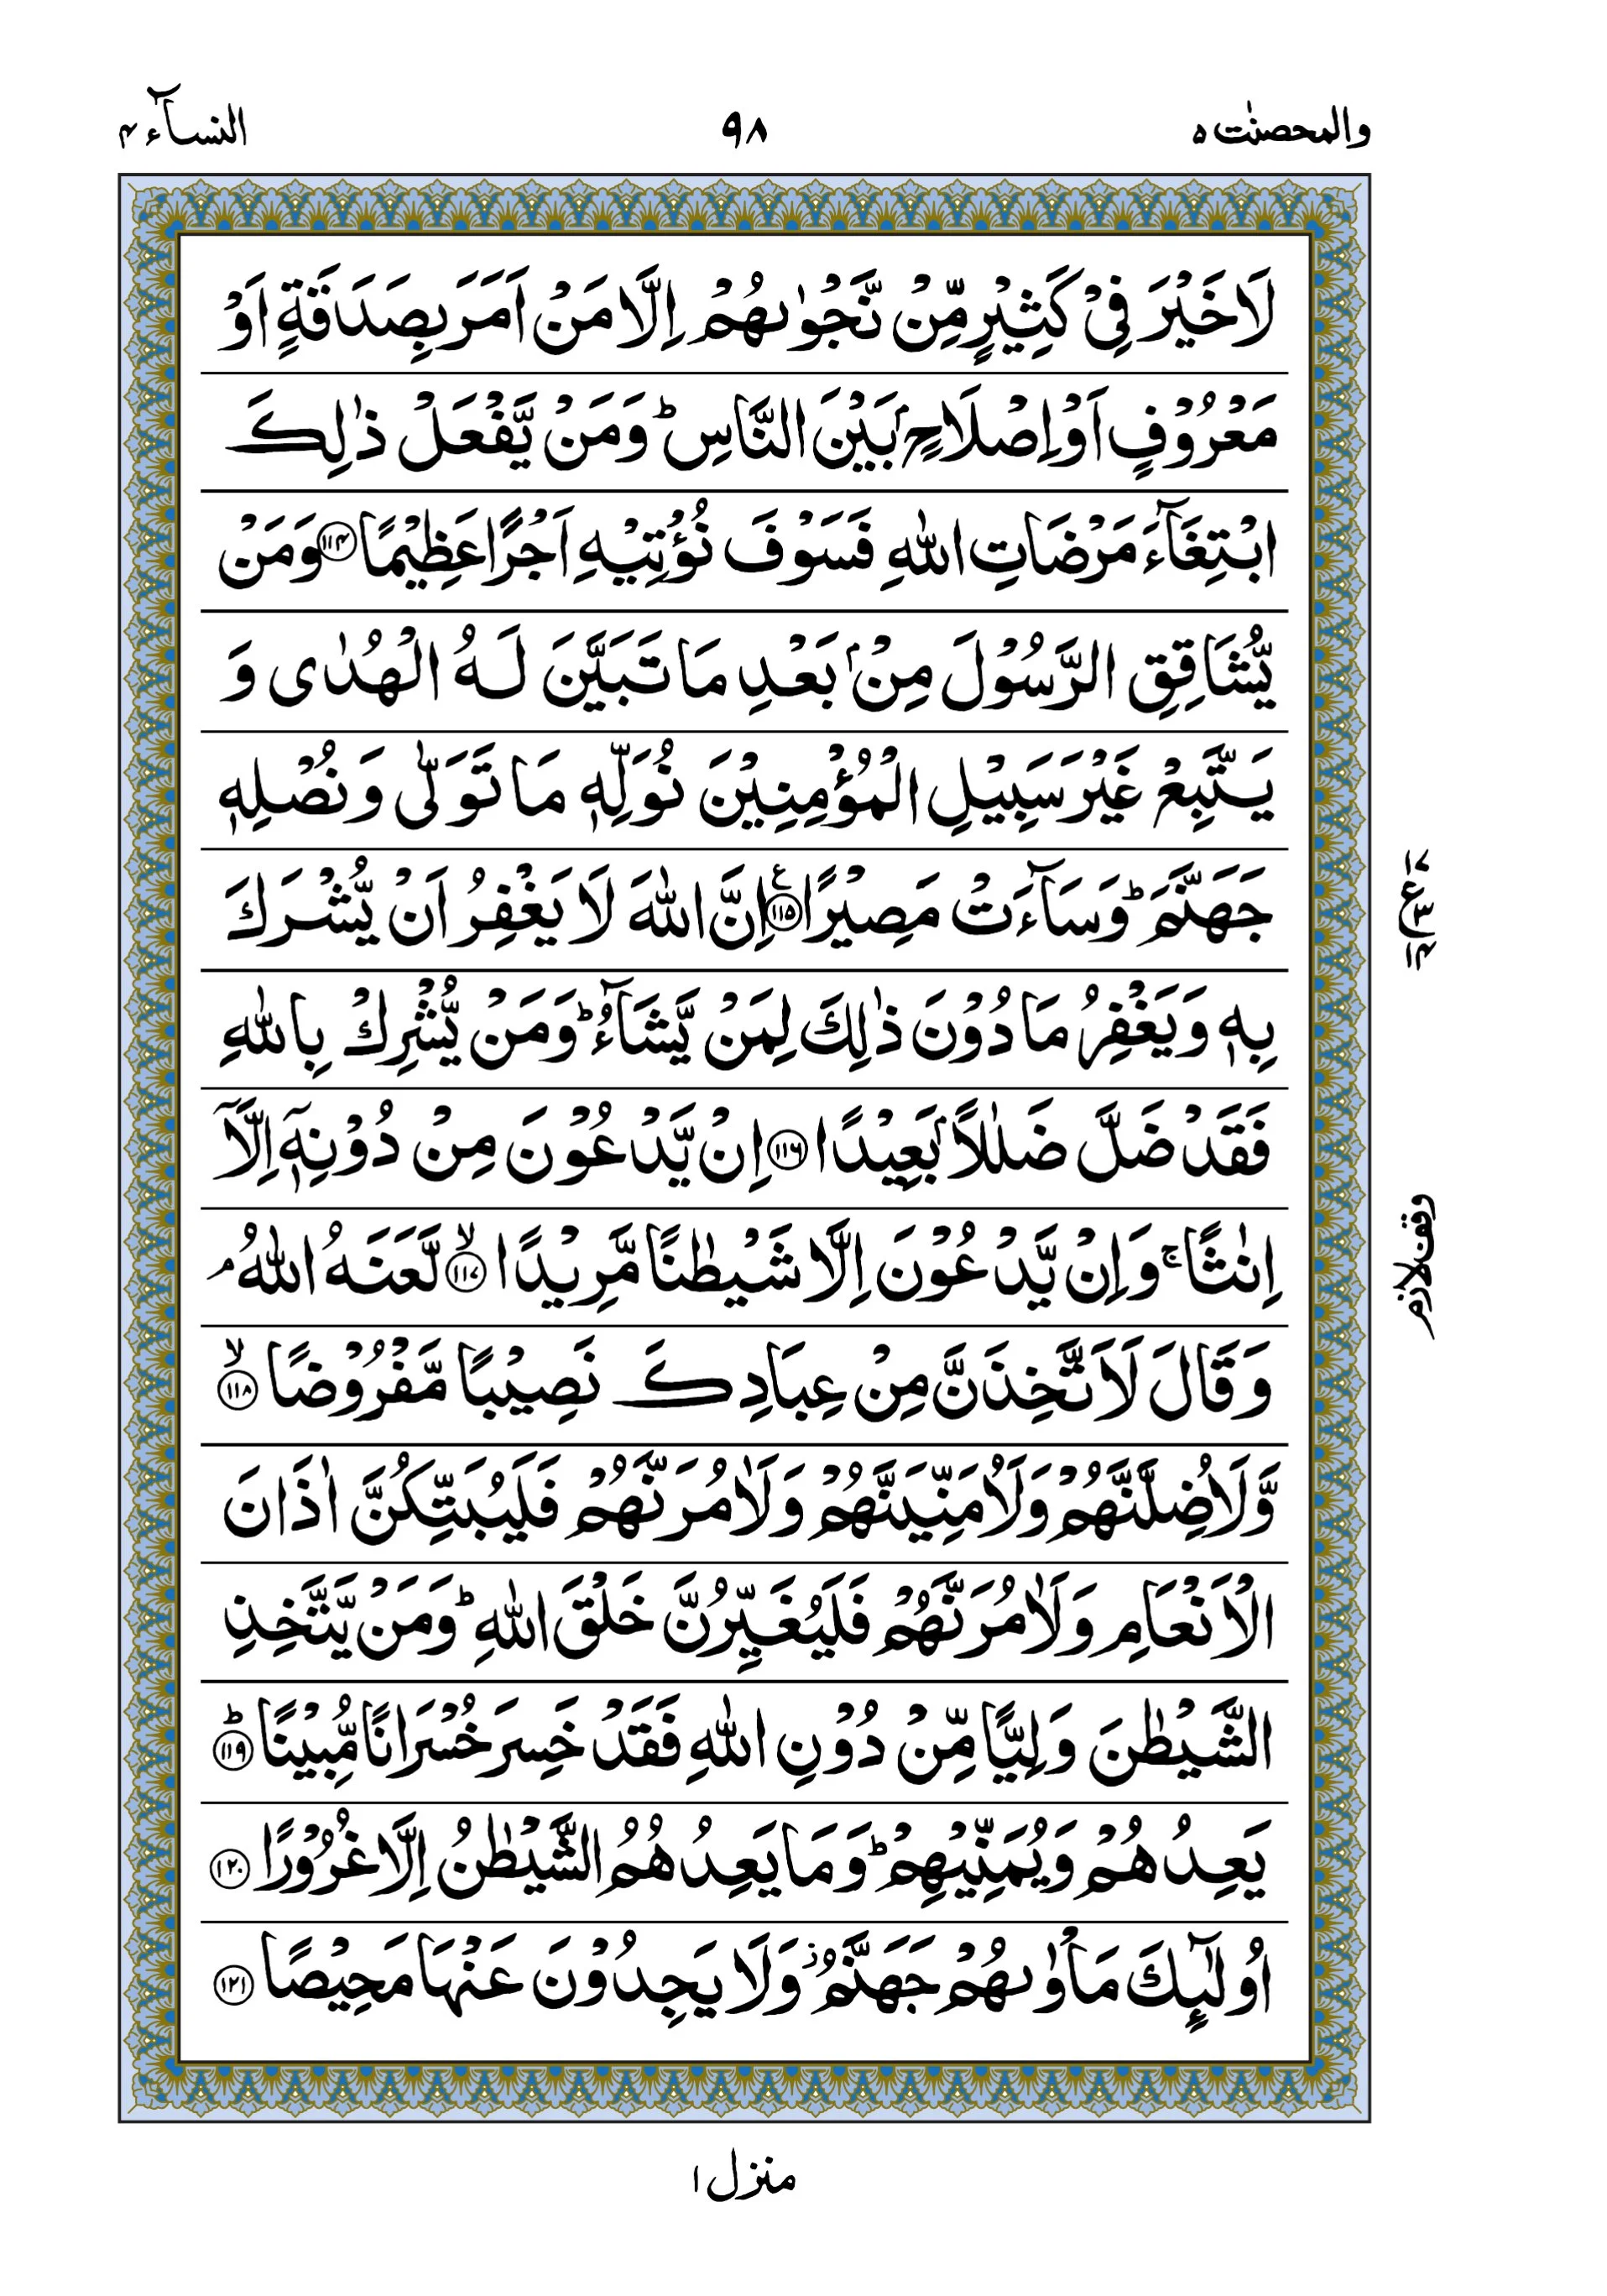 والمحصنٰت ۵
۹۸
النسآء ۴
لَا خَيْرَ فِيْ كَثِيْرٍ مِّنْ نَّجْوٰىهُمْ اِلَّا مَنْ اَمَرَ بِصَدَقَةٍ اَوْ
مَعْرُوْفٍ اَوْ اِصْلَاحٍۭ بَيْنَ النَّاسِ ؕ وَمَنْ يَّفْعَلْ ذٰلِكَ
ابْتِغَآءَ مَرْضَاتِ اللّٰهِ فَسَوْفَ نُؤْتِيْهِ اَجْرًا عَظِيْمًا ﴿۱۱۴﴾ وَمَنْ
يُّشَاقِقِ الرَّسُوْلَ مِنْۢ بَعْدِ مَا تَبَيَّنَ لَهُ الْهُدٰى وَ
يَتَّبِعْ غَيْرَ سَبِيْلِ الْمُؤْمِنِيْنَ نُوَلِّهٖ مَا تَوَلّٰى وَنُصْلِهٖ
جَهَنَّمَ ؕ وَسَآءَتْ مَصِيْرًا ﴿۱۱۵﴾ ع اِنَّ اللّٰهَ لَا يَغْفِرُ اَنْ يُّشْرَكَ
بِهٖ وَيَغْفِرُ مَا دُوْنَ ذٰلِكَ لِمَنْ يَّشَآءُ ؕ وَمَنْ يُّشْرِكْ بِاللّٰهِ
فَقَدْ ضَلَّ ضَلٰلًاۢ بَعِيْدًا ﴿۱۱۶﴾ اِنْ يَّدْعُوْنَ مِنْ دُوْنِهٖۤ اِلَّاۤ
اِنٰثًا ۚ وَاِنْ يَّدْعُوْنَ اِلَّا شَيْطٰنًا مَّرِيْدًا ﴿۱۱۷﴾ ۙ لَّعَنَهُ اللّٰهُ ۘ
وَقَالَ لَاَتَّخِذَنَّ مِنْ عِبَادِكَ نَصِيْبًا مَّفْرُوْضًا ﴿۱۱۸﴾ ۙ
وَّلَاُضِلَّنَّهُمْ وَلَاُمَنِّيَنَّهُمْ وَلَاٰمُرَنَّهُمْ فَلَيُبَتِّكُنَّ اٰذَانَ
الْاَنْعَامِ وَلَاٰمُرَنَّهُمْ فَلَيُغَيِّرُنَّ خَلْقَ اللّٰهِ ؕ وَمَنْ يَّتَّخِذِ
الشَّيْطٰنَ وَلِيًّا مِّنْ دُوْنِ اللّٰهِ فَقَدْ خَسِرَ خُسْرَانًا مُّبِيْنًا ﴿۱۱۹﴾ ؕ
يَعِدُهُمْ وَيُمَنِّيْهِمْ ؕ وَمَا يَعِدُهُمُ الشَّيْطٰنُ اِلَّا غُرُوْرًا ﴿۱۲۰﴾
اُولٰٓئِكَ مَاْوٰىهُمْ جَهَنَّمُ ۫ وَلَا يَجِدُوْنَ عَنْهَا مَحِيْصًا ﴿۱۲۱﴾
وقف لازم
منزل ۱